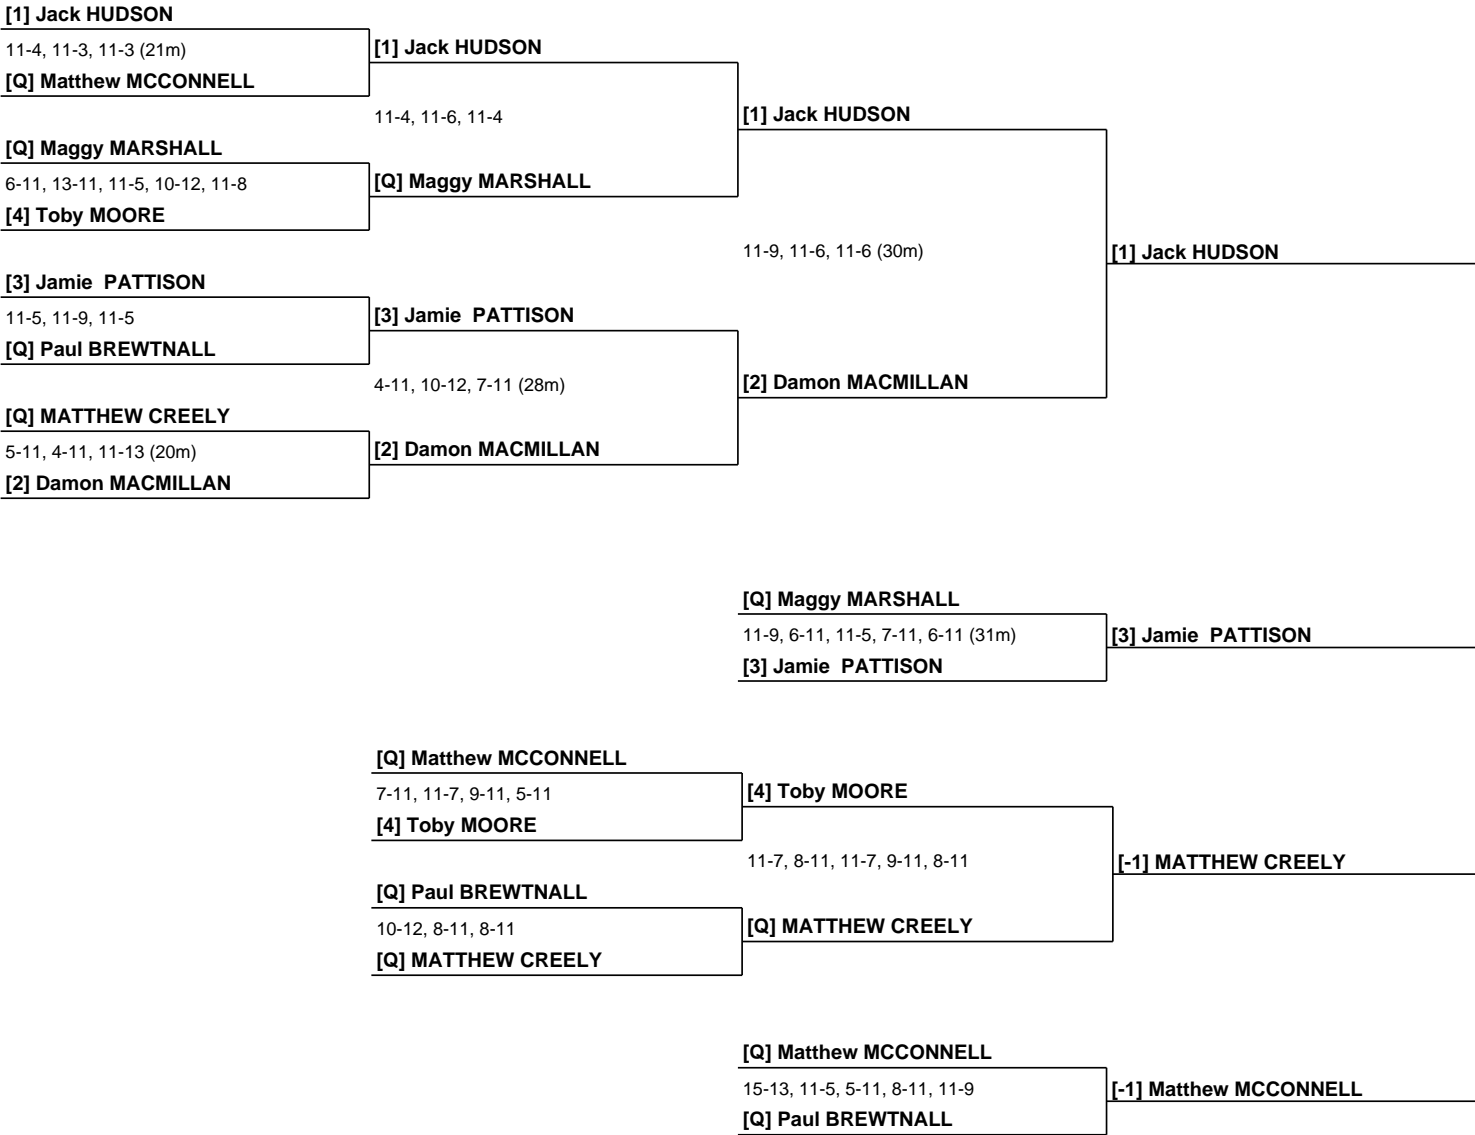 [1] Jack HUDSON
11-4, 11-3, 11-3 (21m)
[Q] Matthew MCCONNELL
[1] Jack HUDSON
11-4, 11-6, 11-4
[Q] Maggy MARSHALL
6-11, 13-11, 11-5, 10-12, 11-8
[4] Toby MOORE
[Q] Maggy MARSHALL
[1] Jack HUDSON
11-9, 11-6, 11-6 (30m)
[1] Jack HUDSON
[3] Jamie  PATTISON
11-5, 11-9, 11-5
[Q] Paul BREWTNALL
[3] Jamie  PATTISON
4-11, 10-12, 7-11 (28m)
[2] Damon MACMILLAN
[Q] MATTHEW CREELY
5-11, 4-11, 11-13 (20m)
[2] Damon MACMILLAN
[2] Damon MACMILLAN
[Q] Maggy MARSHALL
11-9, 6-11, 11-5, 7-11, 6-11 (31m)
[3] Jamie  PATTISON
[3] Jamie  PATTISON
[Q] Matthew MCCONNELL
7-11, 11-7, 9-11, 5-11
[4] Toby MOORE
[4] Toby MOORE
11-7, 8-11, 11-7, 9-11, 8-11
[-1] MATTHEW CREELY
[Q] Paul BREWTNALL
10-12, 8-11, 8-11
[Q] MATTHEW CREELY
[Q] MATTHEW CREELY
[Q] Matthew MCCONNELL
15-13, 11-5, 5-11, 8-11, 11-9
[Q] Paul BREWTNALL
[-1] Matthew MCCONNELL